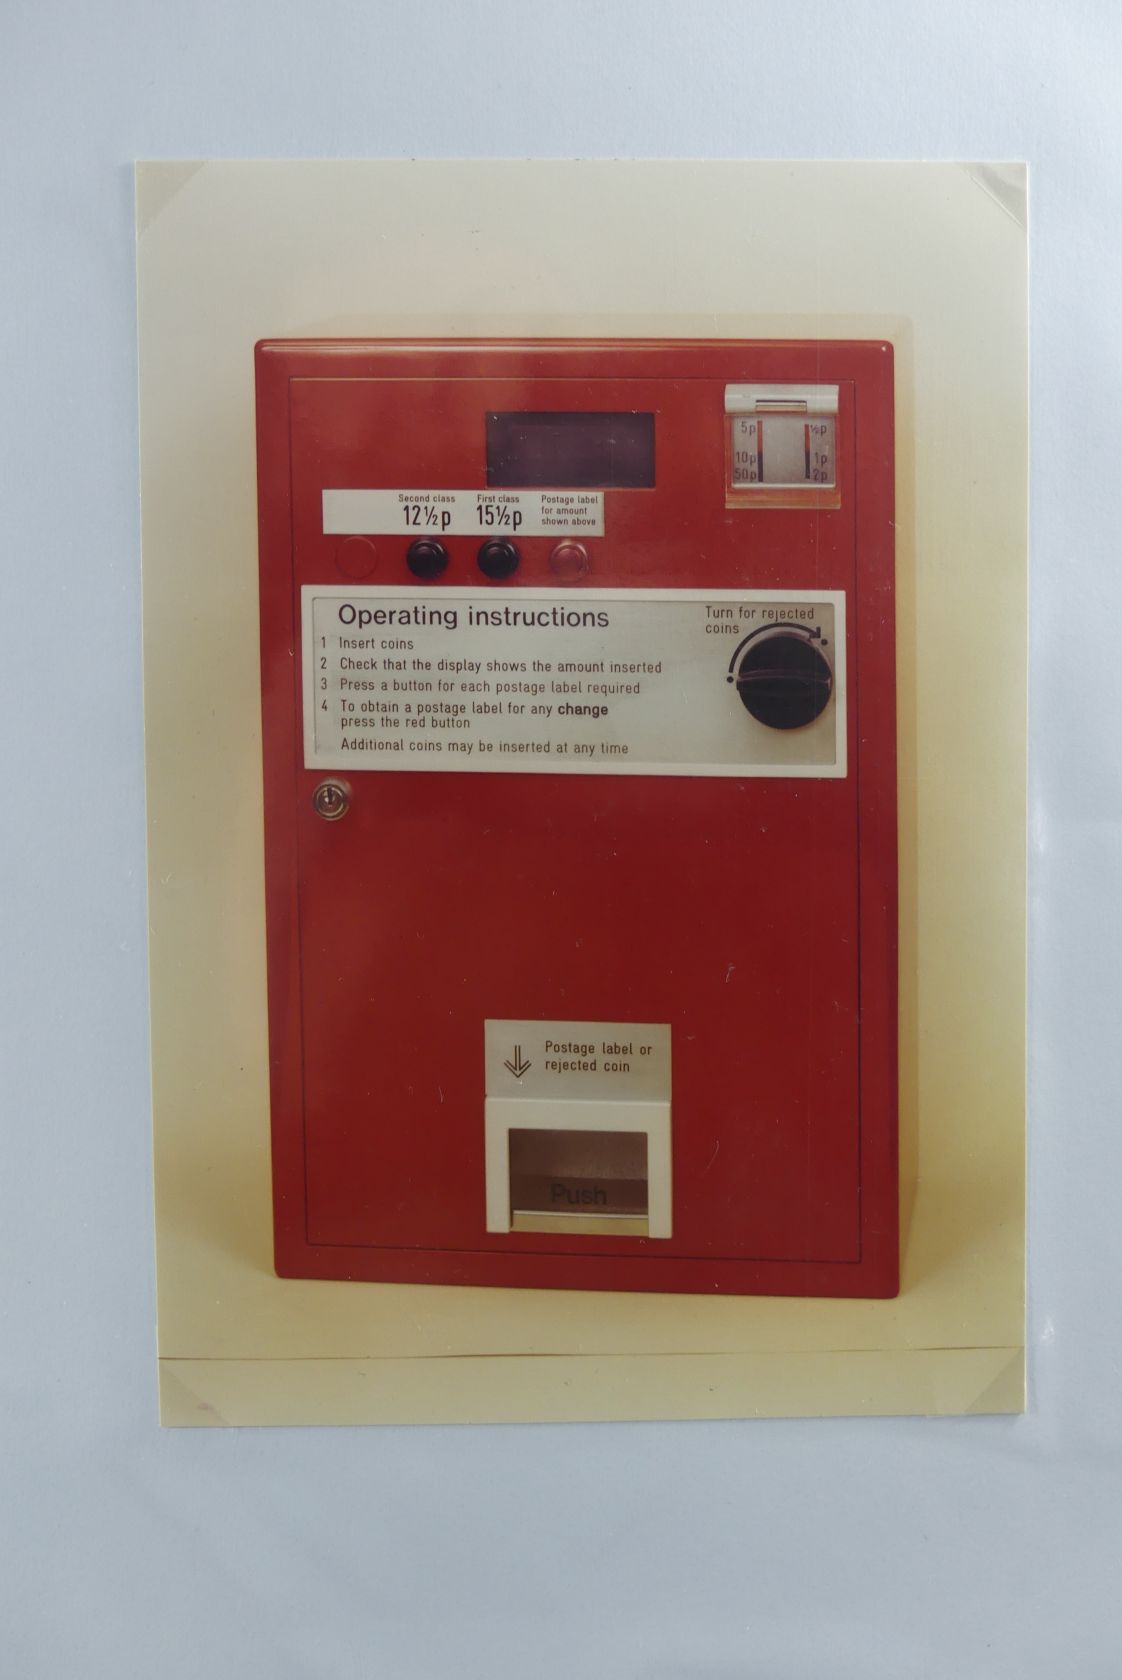 5p
½p
10p
1p
50p
2p
Second class
12½p
First class
15½p
Postage label
for amount
shown above
Operating instructions
1 Insert coins
2 Check that the display shows the amount inserted
3 Press a button for each postage label required
4 To obtain a postage label for any change
press the red button
Additional coins may be inserted at any time
Turn for rejected
coins
Postage label or
rejected coin
Push